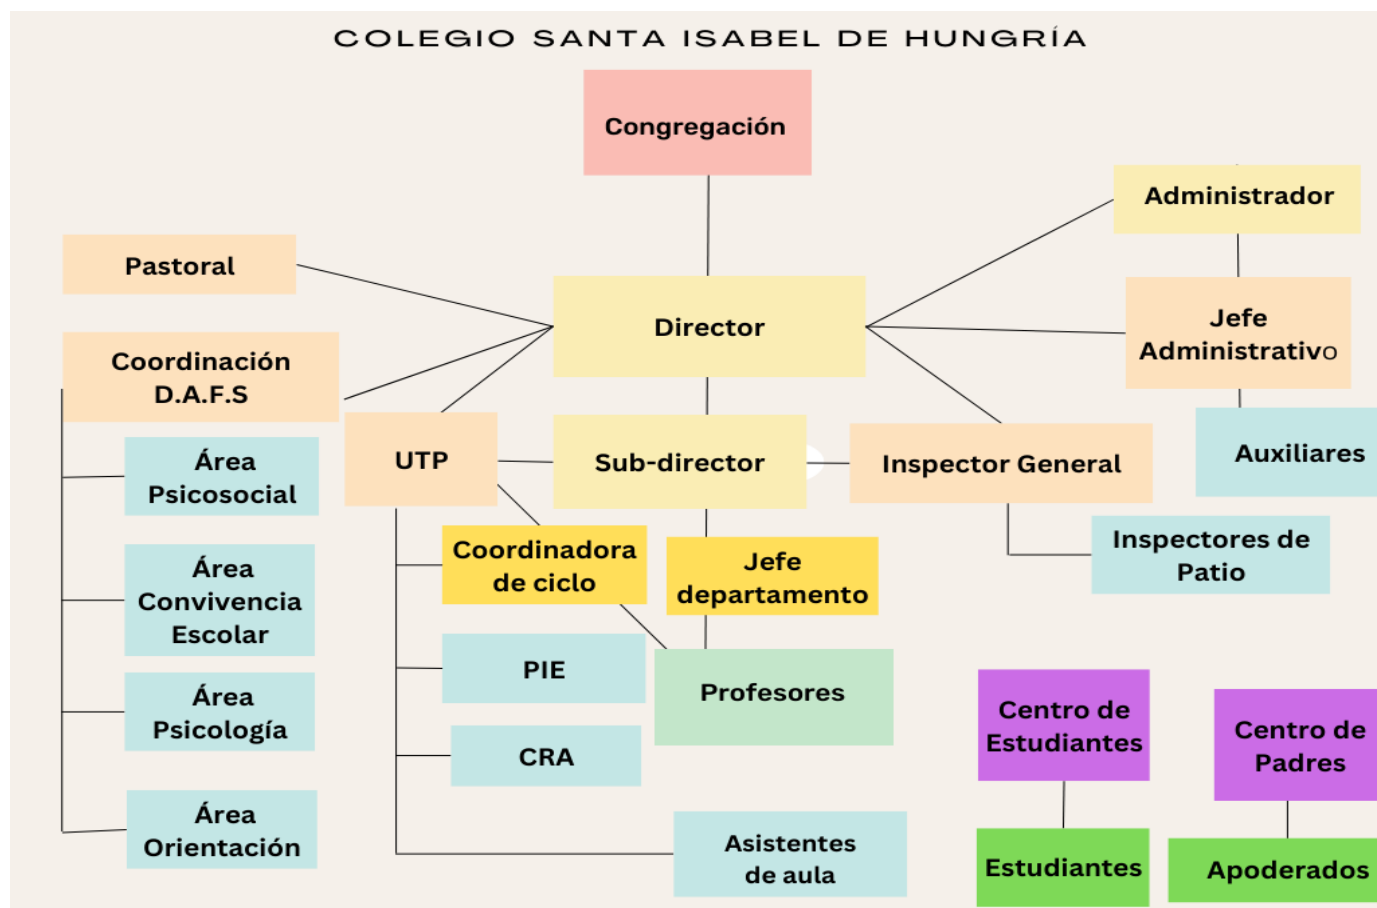 COLEGIO SANTA ISABEL DE HUNGRÍA
Congregación
Administrador
Pastoral
Director
Jefe
Administrativo
Coordinación
D.A.F.S
UTP
Sub-director
Inspector General
Auxiliares
Área
Psicosocial
Coordinadora
de ciclo
Jefe
departamento
Inspectores de
Patio
Área
Convivencia
Escolar
PIE
Profesores
Área
Psicología
CRA
Centro de
Estudiantes
Centro de
Padres
Área
Orientación
Asistentes
de aula
Estudiantes
Apoderados